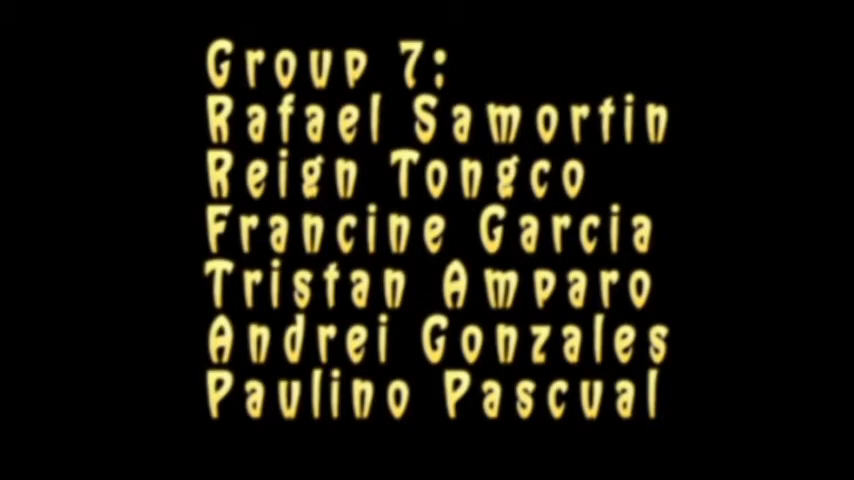 Group 7:
Rafael Samortin
Reign Tongco
Francine Garcia
Tristan Amparo
Andrei Gonzales
Paulino Pascual